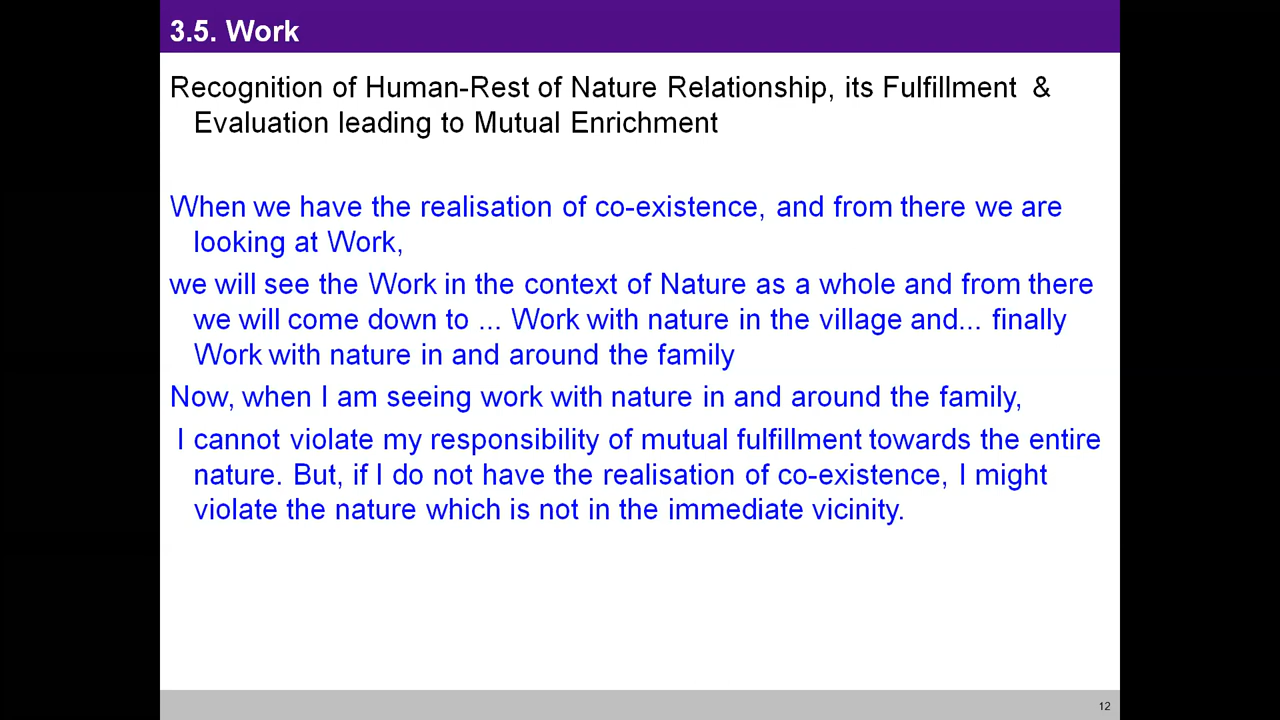 3.5. Work
Recognition of Human-Rest of Nature Relationship, its Fulfillment &
Evaluation leading to Mutual Enrichment
When we have the realisation of co-existence, and from there we are
looking at Work,
we will see the Work in the context of Nature as a whole and from there
we will come down to ... Work with nature in the village and... finally
Work with nature in and around the family
Now, when I am seeing work with nature in and around the family,
I cannot violate my responsibility of mutual fulfillment towards the entire
nature. But, if I do not have the realisation of co-existence, I might
violate the nature which is not in the immediate vicinity.
12